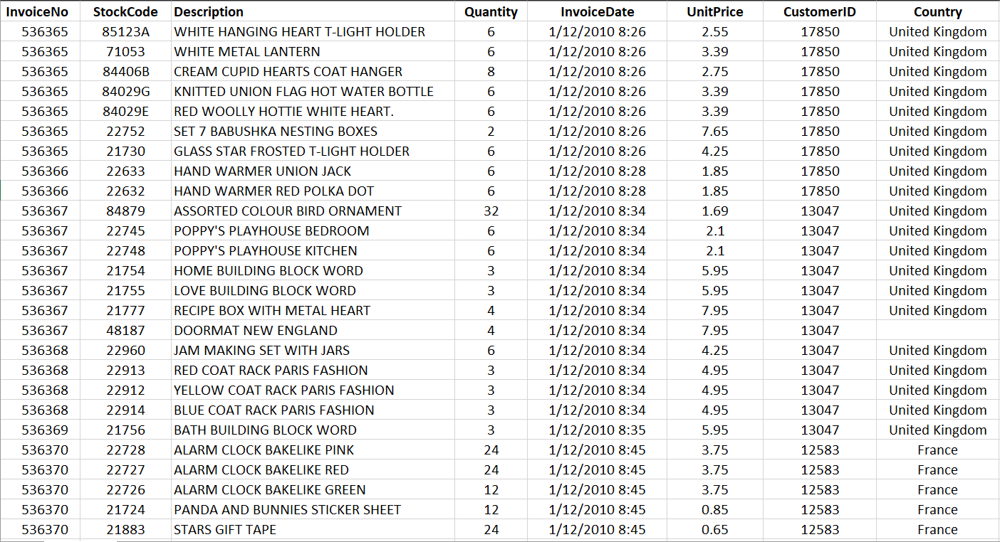 InvoiceNo StockCode Description Quantity InvoiceDate UnitPrice CustomerID Country
536365 85123A WHITE HANGING HEART T-LIGHT HOLDER 6 1/12/2010 8:26 2.55 17850 United Kingdom
536365 71053 WHITE METAL LANTERN 6 1/12/2010 8:26 3.39 17850 United Kingdom
536365 84406B CREAM CUPID HEARTS COAT HANGER 8 1/12/2010 8:26 2.75 17850 United Kingdom
536365 84029G KNITTED UNION FLAG HOT WATER BOTTLE 6 1/12/2010 8:26 3.39 17850 United Kingdom
536365 84029E RED WOOLLY HOTTIE WHITE HEART. 6 1/12/2010 8:26 3.39 17850 United Kingdom
536365 22752 SET 7 BABUSHKA NESTING BOXES 2 1/12/2010 8:26 7.65 17850 United Kingdom
536365 21730 GLASS STAR FROSTED T-LIGHT HOLDER 6 1/12/2010 8:26 4.25 17850 United Kingdom
536366 22633 HAND WARMER UNION JACK 6 1/12/2010 8:28 1.85 17850 United Kingdom
536366 22632 HAND WARMER RED POLKA DOT 6 1/12/2010 8:28 1.85 17850 United Kingdom
536367 84879 ASSORTED COLOUR BIRD ORNAMENT 32 1/12/2010 8:34 1.69 13047 United Kingdom
536367 22745 POPPY'S PLAYHOUSE BEDROOM 6 1/12/2010 8:34 2.1 13047 United Kingdom
536367 22748 POPPY'S PLAYHOUSE KITCHEN 6 1/12/2010 8:34 2.1 13047 United Kingdom
536367 21754 HOME BUILDING BLOCK WORD 3 1/12/2010 8:34 5.95 13047 United Kingdom
536367 21755 LOVE BUILDING BLOCK WORD 3 1/12/2010 8:34 5.95 13047 United Kingdom
536367 21777 RECIPE BOX WITH METAL HEART 4 1/12/2010 8:34 7.95 13047 United Kingdom
536367 48187 DOORMAT NEW ENGLAND 4 1/12/2010 8:34 7.95 13047
536368 22960 JAM MAKING SET WITH JARS 6 1/12/2010 8:34 4.25 13047 United Kingdom
536368 22913 RED COAT RACK PARIS FASHION 3 1/12/2010 8:34 4.95 13047 United Kingdom
536368 22912 YELLOW COAT RACK PARIS FASHION 3 1/12/2010 8:34 4.95 13047 United Kingdom
536368 22914 BLUE COAT RACK PARIS FASHION 3 1/12/2010 8:34 4.95 13047 United Kingdom
536369 21756 BATH BUILDING BLOCK WORD 3 1/12/2010 8:35 5.95 13047 United Kingdom
536370 22728 ALARM CLOCK BAKELIKE PINK 24 1/12/2010 8:45 3.75 12583 France
536370 22727 ALARM CLOCK BAKELIKE RED 24 1/12/2010 8:45 3.75 12583 France
536370 22726 ALARM CLOCK BAKELIKE GREEN 12 1/12/2010 8:45 3.75 12583 France
536370 21724 PANDA AND BUNNIES STICKER SHEET 12 1/12/2010 8:45 0.85 12583 France
536370 21883 STARS GIFT TAPE 24 1/12/2010 8:45 0.65 12583 France